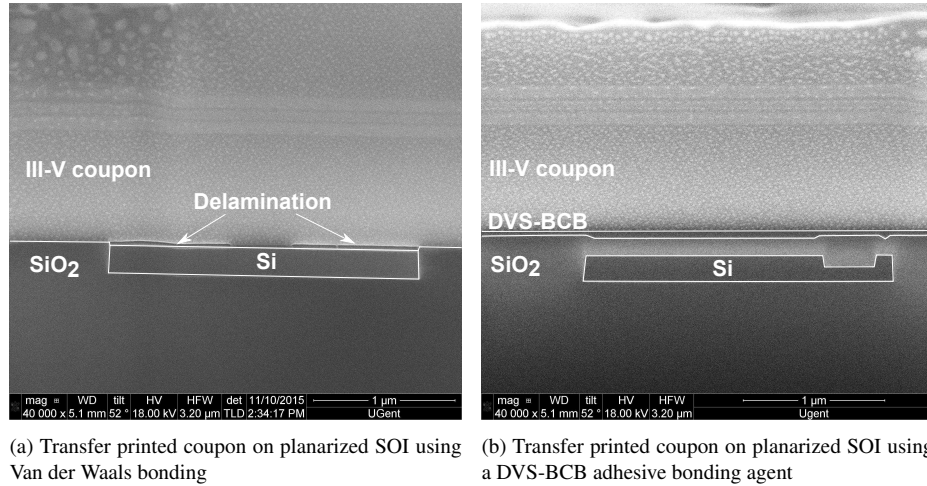 III-V coupon
Delamination
SiO2
Si
mag WD tilt HV HFW det 11/10/2015 1 µm
40 000 x 5.1 mm 52 ° 18.00 kV 3.20 µm TLD 2:34:17 PM UGent
III-V coupon
DVS-BCB
SiO2
Si
mag WD tilt HV HFW 1 µm
40 000 x 5.1 mm 52 ° 18.00 kV 3.20 µm Ugent
(a) Transfer printed coupon on planarized SOI using
Van der Waals bonding
(b) Transfer printed coupon on planarized SOI using
a DVS-BCB adhesive bonding agent